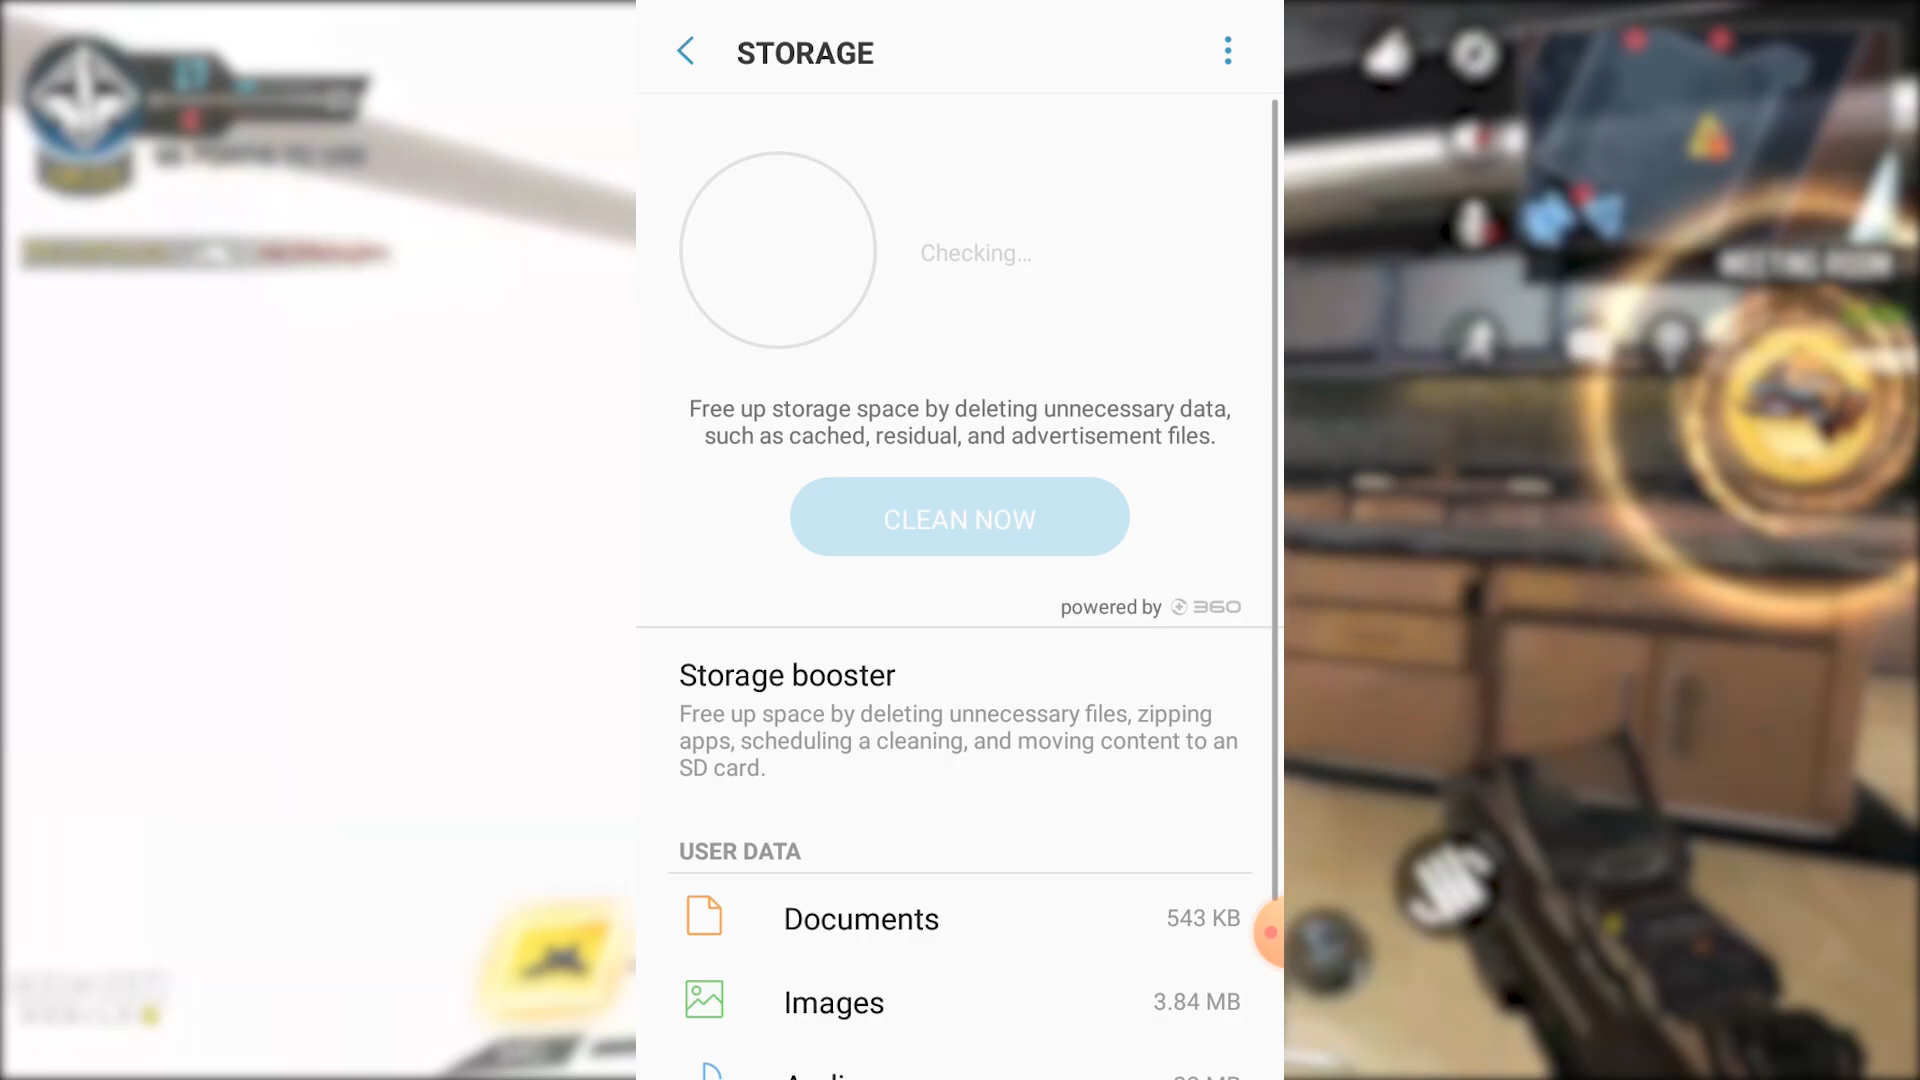 STORAGE
Checking...
Free up storage space by deleting unnecessary data,
such as cached, residual, and advertisement files.
CLEAN NOW
powered by 360
Storage booster
Free up space by deleting unnecessary files, zipping
apps, scheduling a cleaning, and moving content to an
SD card.
USER DATA
Documents 543 KB
Images 3.84 MB
MEETING ROOM